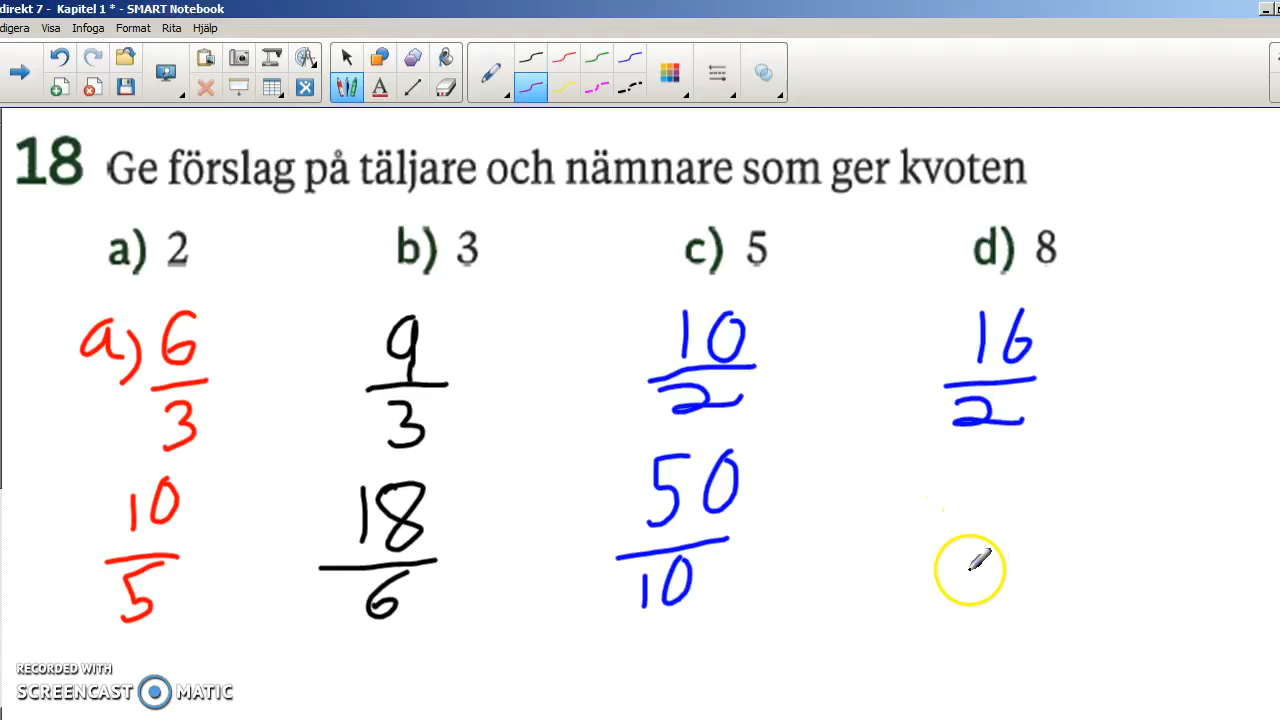 direkt 7 - Kapitel 1 * - SMART Notebook
digera Visa Infoga Format Rita Hjälp
18 Ge förslag på täljare och nämnare som ger kvoten
a) 2 b) 3 c) 5 d) 8
a) 6 9 10 16
3 3 2 2
10 18 50
5 6 10
RECORDED WITH
SCREENCAST MATIC